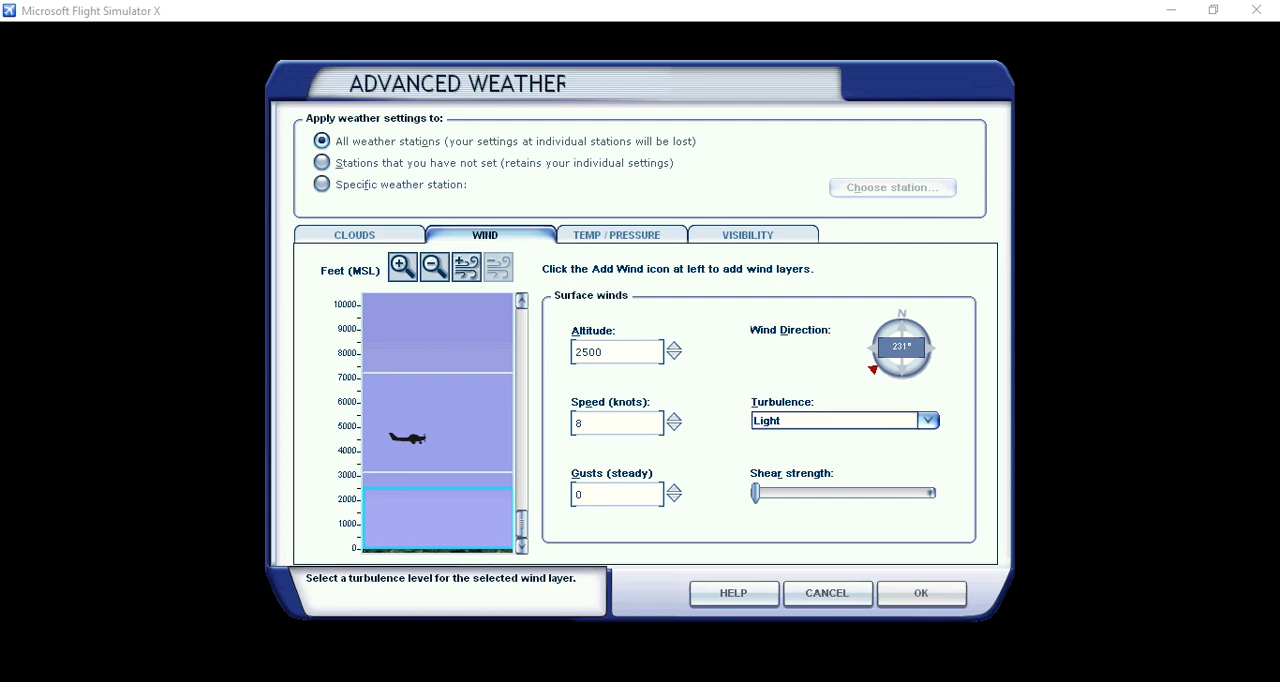 Microsoft Flight Simulator X
ADVANCED WEATHER
Apply weather settings to:
All weather stations (your settings at individual stations will be lost)
Stations that you have not set (retains your individual settings)
Specific weather station:
Choose station...
CLOUDS
WIND
TEMP / PRESSURE
VISIBILITY
Feet (MSL)
Click the Add Wind icon at left to add wind layers.
10000
9000
8000
7000
6000
5000
4000
3000
2000
1000
0
Surface winds
Altitude:
2500
Wind Direction:
N
231°
Speed (knots):
8
Turbulence:
Light
Gusts (steady)
0
Shear strength:
Select a turbulence level for the selected wind layer.
HELP
CANCEL
OK